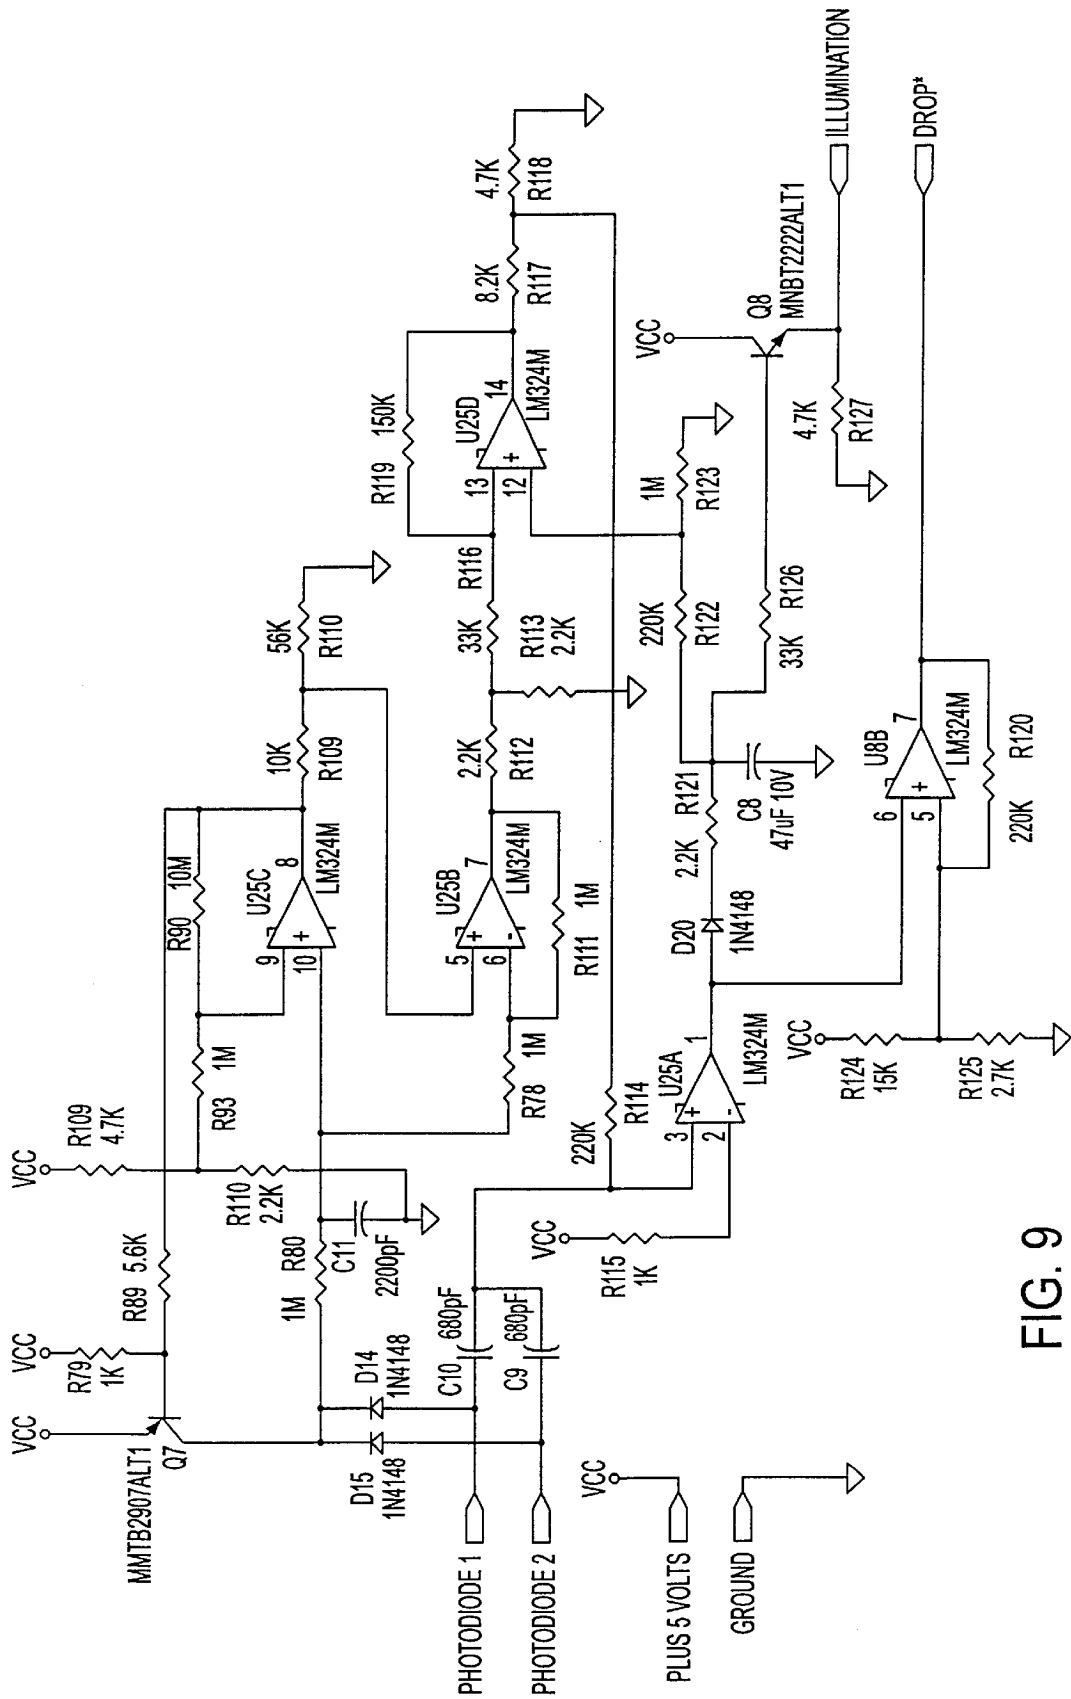 VCC
VCC
VCC
MMTB2907ALT1
Q7
R79
1K
R89 5.6K
R109
4.7K
R110
2.2K
R93
1M
R90
10M
U25C
9
10
+
8
LM324M
10K
R109
56K
R110
1M
R80
C11
2200pF
D14
1N4148
D15
1N4148
C10
680pF
C9
680pF
PHOTODIODE 1
PHOTODIODE 2
R78
1M
U25B
5
6
+
-
7
LM324M
R111
1M
2.2K
R112
R113
2.2K
33K
R116
R119
150K
U25D
13
12
+
14
LM324M
8.2K
R117
4.7K
R118
VCC
PLUS 5 VOLTS
GROUND
VCC
R115
1K
220K
R114
U25A
3
2
+
-
1
LM324M
D20
1N4148
2.2K
R121
C8
47uF 10V
220K
R122
1M
R123
33K
R126
VCC
Q8
MNBT2222ALT1
4.7K
R127
ILLUMINATION
VCC
R124
15K
R125
2.7K
U8B
6
5
+
7
LM324M
220K
R120
DROP*
FIG. 9